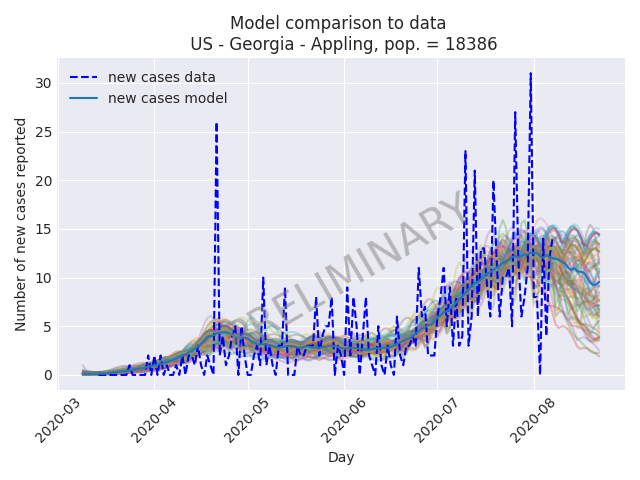 Model comparison to data
US - Georgia - Appling, pop. = 18386
new cases data
new cases model
Number of new cases reported
30
25
20
15
10
5
0
PRELIMINARY
2020-03
2020-04
2020-05
2020-06
2020-07
2020-08
Day